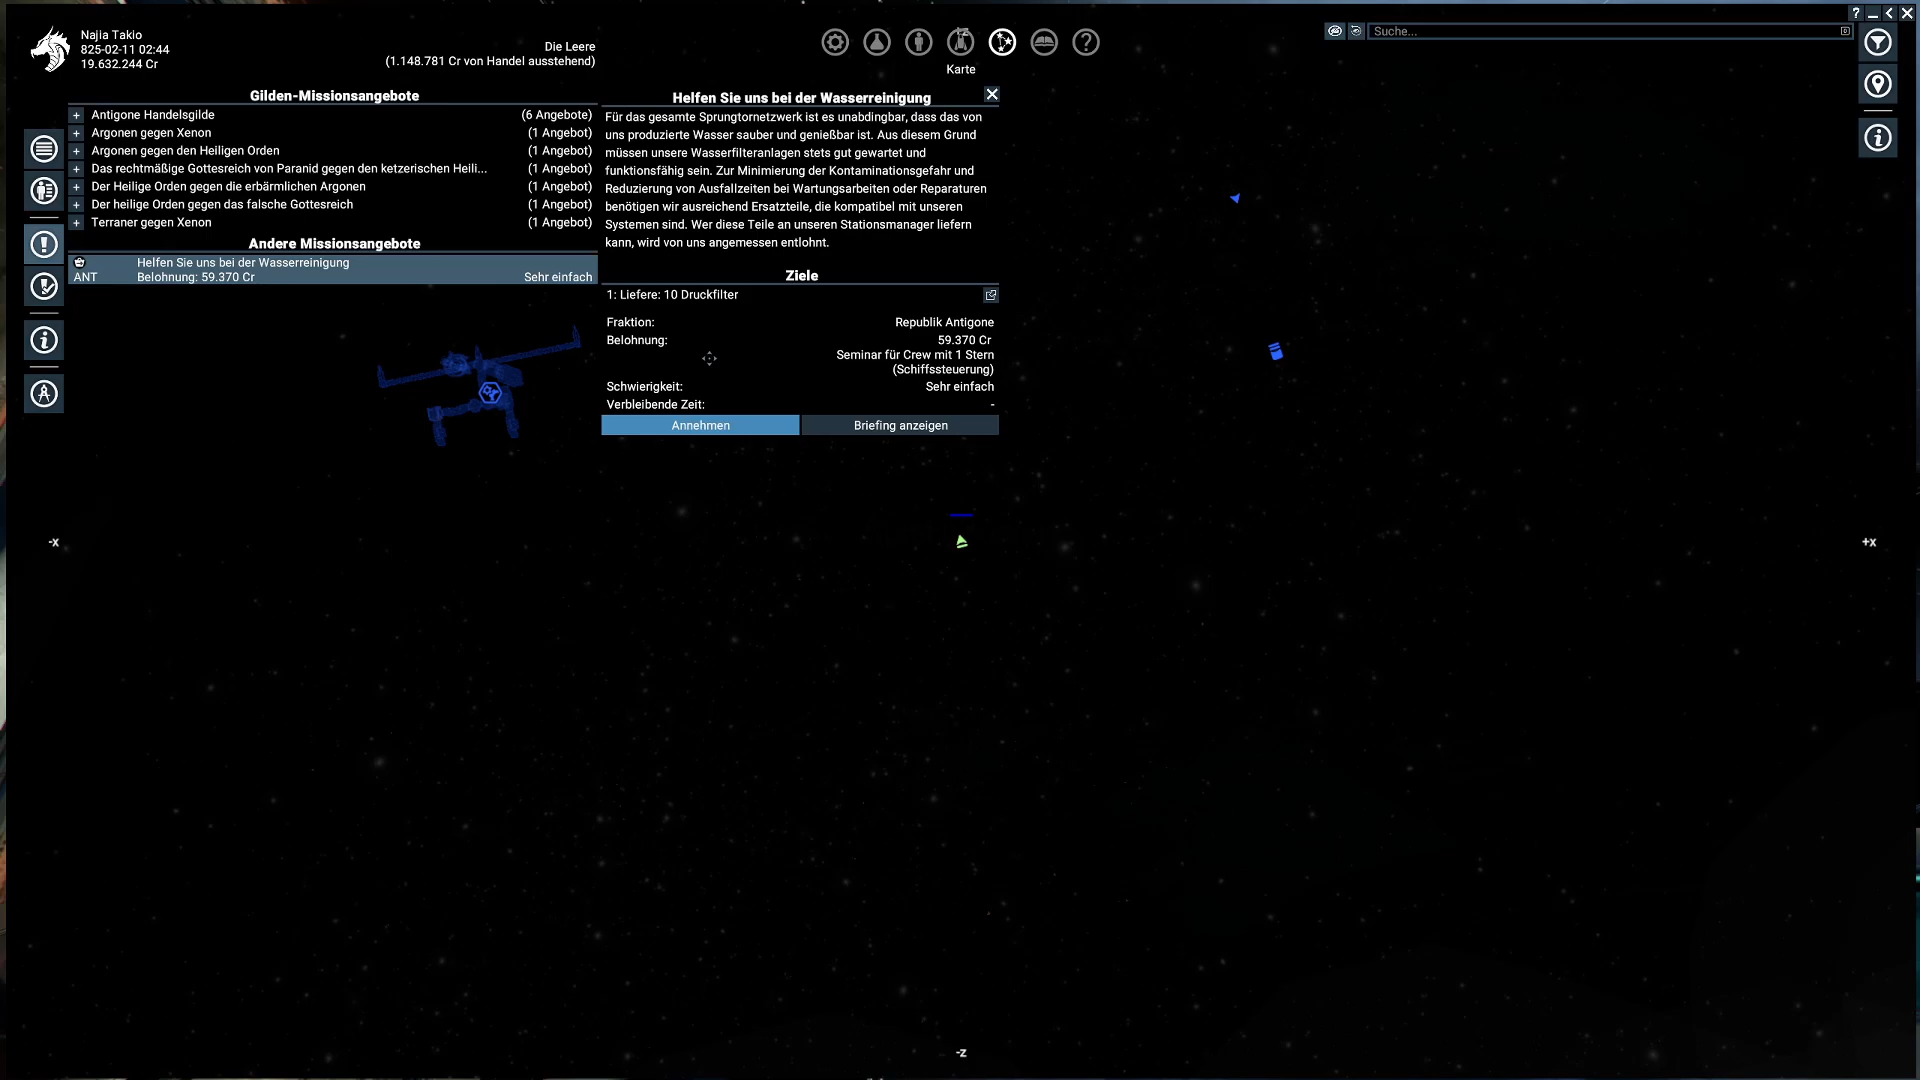 Najia Takio
825-02-11 02:44
19.632.244 Cr
Die Leere
(1.148.781 Cr von Handel ausstehend)
Karte
Suche...
Gilden-Missionsangebote
Antigone Handelsgilde (6 Angebote)
Argonen gegen Xenon (1 Angebot)
Argonen gegen den Heiligen Orden (1 Angebot)
Das rechtmäßige Gottesreich von Paranid gegen den ketzerischen Heili... (1 Angebot)
Der Heilige Orden gegen die erbärmlichen Argonen (1 Angebot)
Der heilige Orden gegen das falsche Gottesreich (1 Angebot)
Terraner gegen Xenon (1 Angebot)
Andere Missionsangebote
Helfen Sie uns bei der Wasserreinigung
ANT Belohnung: 59.370 Cr Sehr einfach
Helfen Sie uns bei der Wasserreinigung
Für das gesamte Sprungtornetzwerk ist es unabdingbar, dass das von
uns produzierte Wasser sauber und genießbar ist. Aus diesem Grund
müssen unsere Wasserfilteranlagen stets gut gewartet und
funktionsfähig sein. Zur Minimierung der Kontaminationsgefahr und
Reduzierung von Ausfallzeiten bei Wartungsarbeiten oder Reparaturen
benötigen wir ausreichend Ersatzteile, die kompatibel mit unseren
Systemen sind. Wer diese Teile an unseren Stationsmanager liefern
kann, wird von uns angemessen entlohnt.
Ziele
1: Liefere: 10 Druckfilter
Fraktion: Republik Antigone
Belohnung: 59.370 Cr
Seminar für Crew mit 1 Stern
(Schiffssteuerung)
Schwierigkeit: Sehr einfach
Verbleibende Zeit: -
Annehmen Briefing anzeigen
-X
+X
-Z